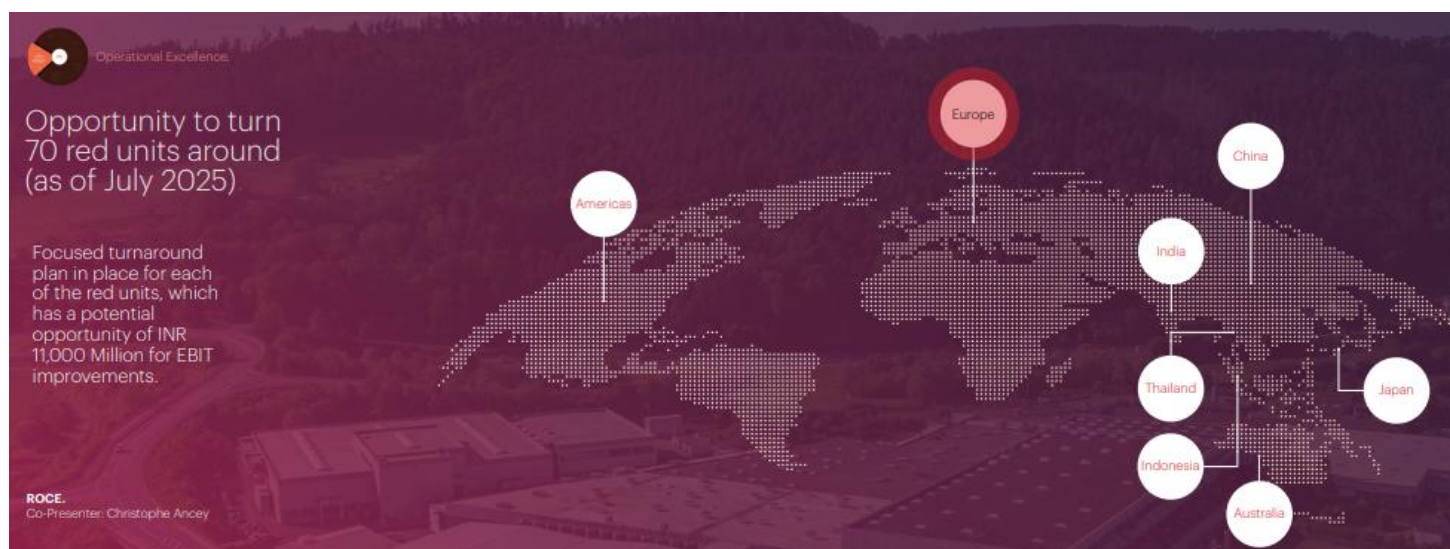 Operational Excellence.
Opportunity to turn
70 red units around
(as of July 2025)
Focused turnaround
plan in place for each
of the red units, which
has a potential
opportunity of INR
11,000 Million for EBIT
improvements.
Europe
China
Americas
India
Thailand
Japan
Indonesia
Australia
ROCE.
Co-Presenter: Christophe Ancey